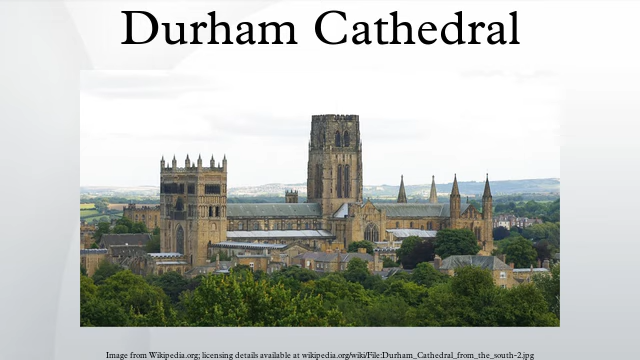 Durham Cathedral
Image from Wikipedia.org; licensing details available at wikipedia.org/wiki/File:Durham_Cathedral_from_the_south-2.jpg